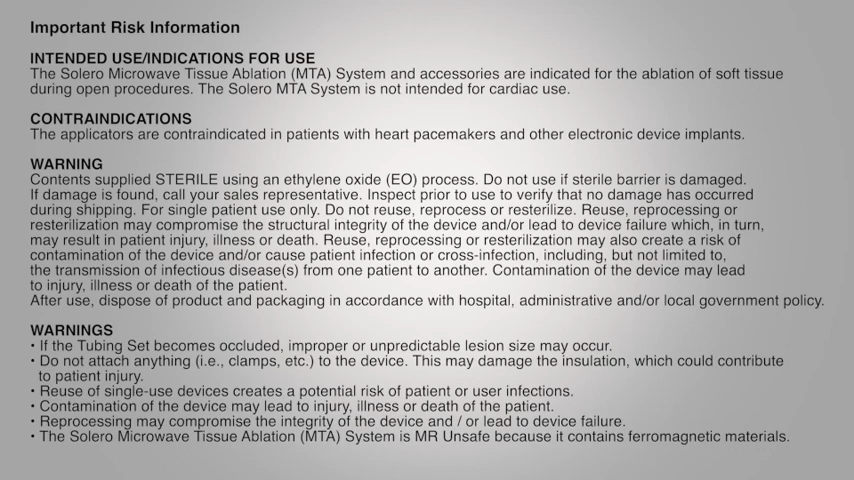 Important Risk Information
INTENDED USE/INDICATIONS FOR USE
The Solero Microwave Tissue Ablation (MTA) System and accessories are indicated for the ablation of soft tissue
during open procedures. The Solero MTA System is not intended for cardiac use.
CONTRAINDICATIONS
The applicators are contraindicated in patients with heart pacemakers and other electronic device implants.
WARNING
Contents supplied STERILE using an ethylene oxide (EO) process. Do not use if sterile barrier is damaged.
If damage is found, call your sales representative. Inspect prior to use to verify that no damage has occurred
during shipping. For single patient use only. Do not reuse, reprocess or resterilize. Reuse, reprocessing or
resterilization may compromise the structural integrity of the device and/or lead to device failure which, in turn,
may result in patient injury, illness or death. Reuse, reprocessing or resterilization may also create a risk of
contamination of the device and/or cause patient infection or cross-infection, including, but not limited to,
the transmission of infectious disease(s) from one patient to another. Contamination of the device may lead
to injury, illness or death of the patient.
After use, dispose of product and packaging in accordance with hospital, administrative and/or local government policy.
WARNINGS
• If the Tubing Set becomes occluded, improper or unpredictable lesion size may occur.
• Do not attach anything (i.e., clamps, etc.) to the device. This may damage the insulation, which could contribute
to patient injury.
• Reuse of single-use devices creates a potential risk of patient or user infections.
• Contamination of the device may lead to injury, illness or death of the patient.
• Reprocessing may compromise the integrity of the device and / or lead to device failure.
• The Solero Microwave Tissue Ablation (MTA) System is MR Unsafe because it contains ferromagnetic materials.